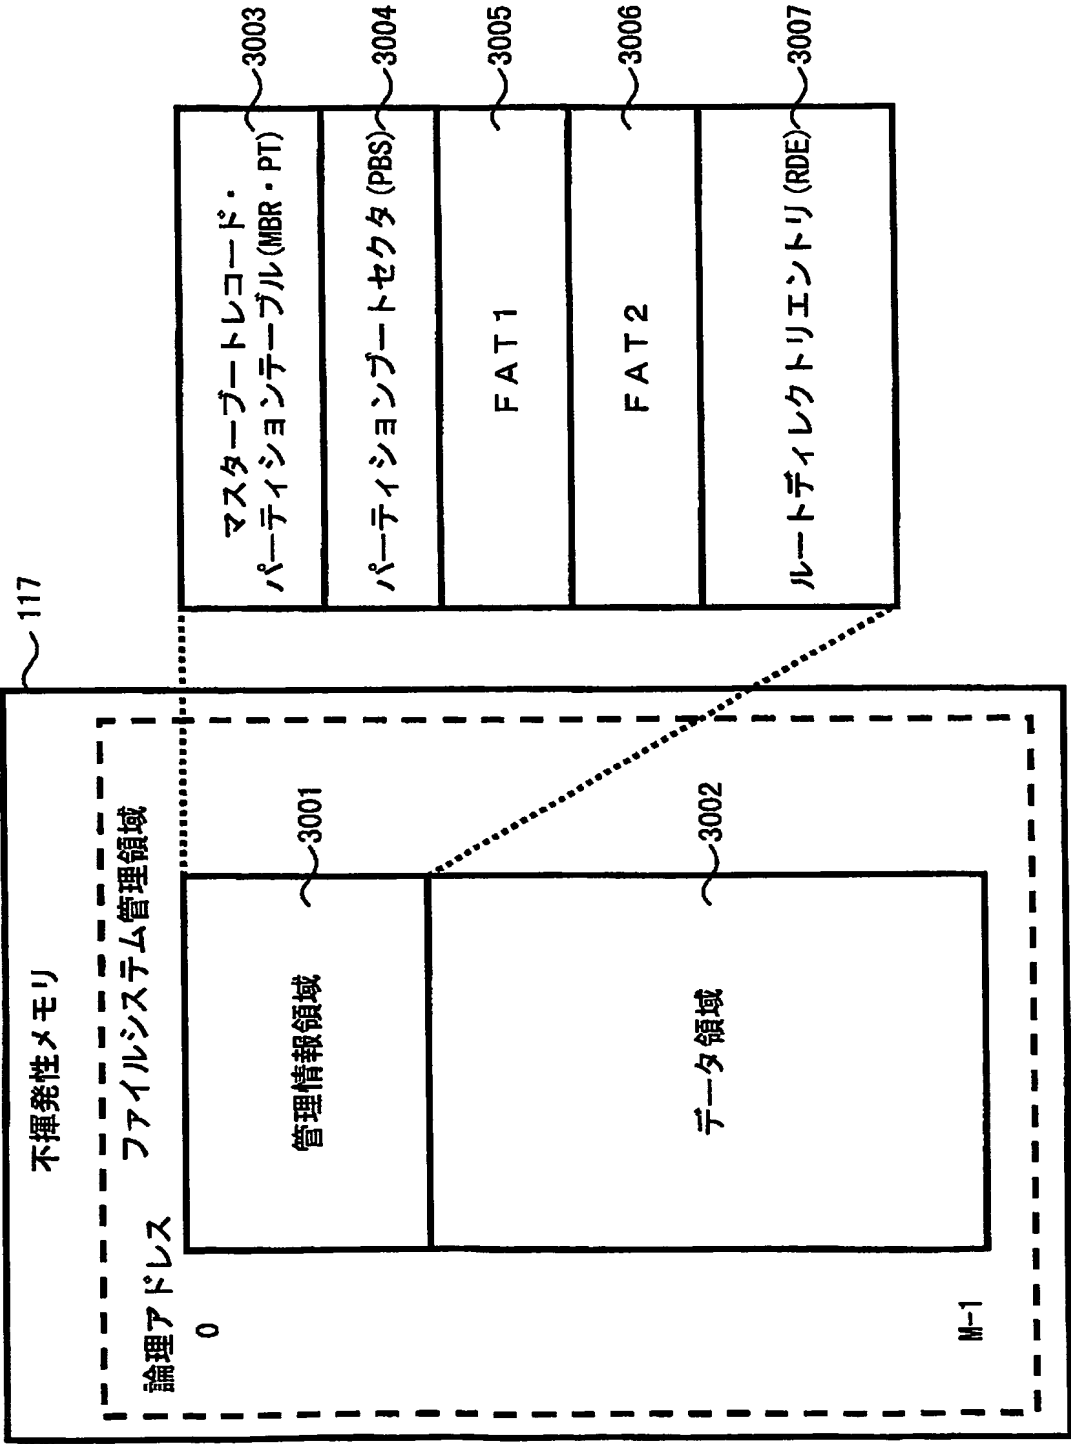 117
不揮発性メモリ
ファイルシステム管理領域
論理アドレス
0
管理情報領域
3001
データ領域
3002
M-1
マスターブートレコード・
パーティションテーブル(MBR・PT)
3003
パーティションブートセクタ(PBS)
3004
FAT1
3005
FAT2
3006
ルートディレクトリエントリ(RDE)
3007